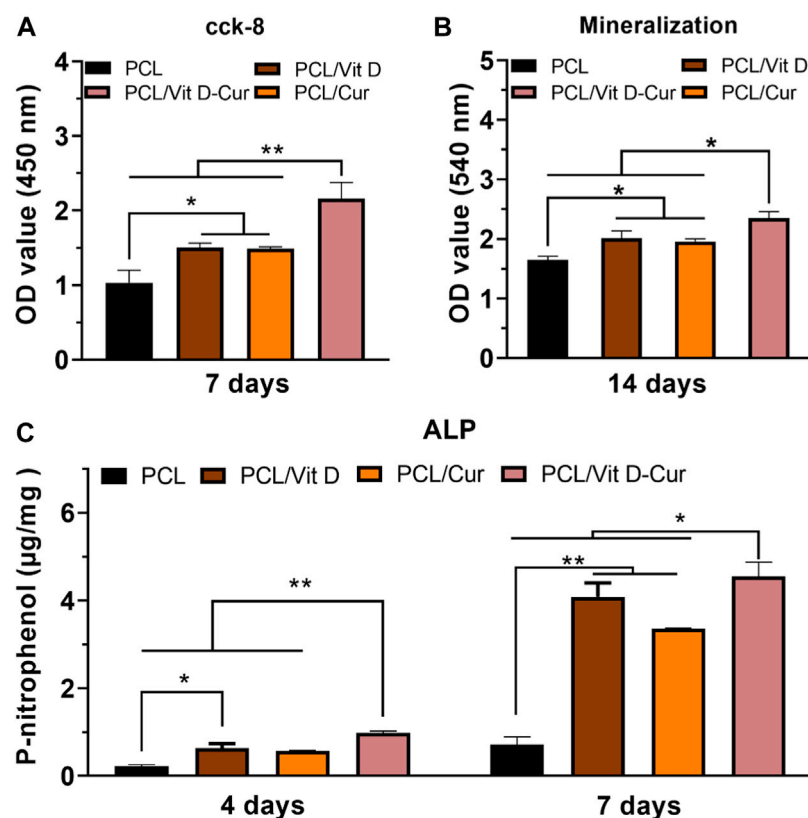 A
cck-8
PCL
PCL/Vit D
PCL/Vit D-Cur
PCL/Cur
OD value (450 nm)
4
3
2
1
0
**
*
7 days
B
Mineralization
PCL
PCL/Vit D
PCL/Vit D-Cur
PCL/Cur
OD value (540 nm)
5
4
3
2
1
0
*
*
14 days
C
ALP
PCL
PCL/Vit D
PCL/Cur
PCL/Vit D-Cur
P-nitrophenol (µg/mg )
6
4
2
0
**
*
*
**
4 days
7 days